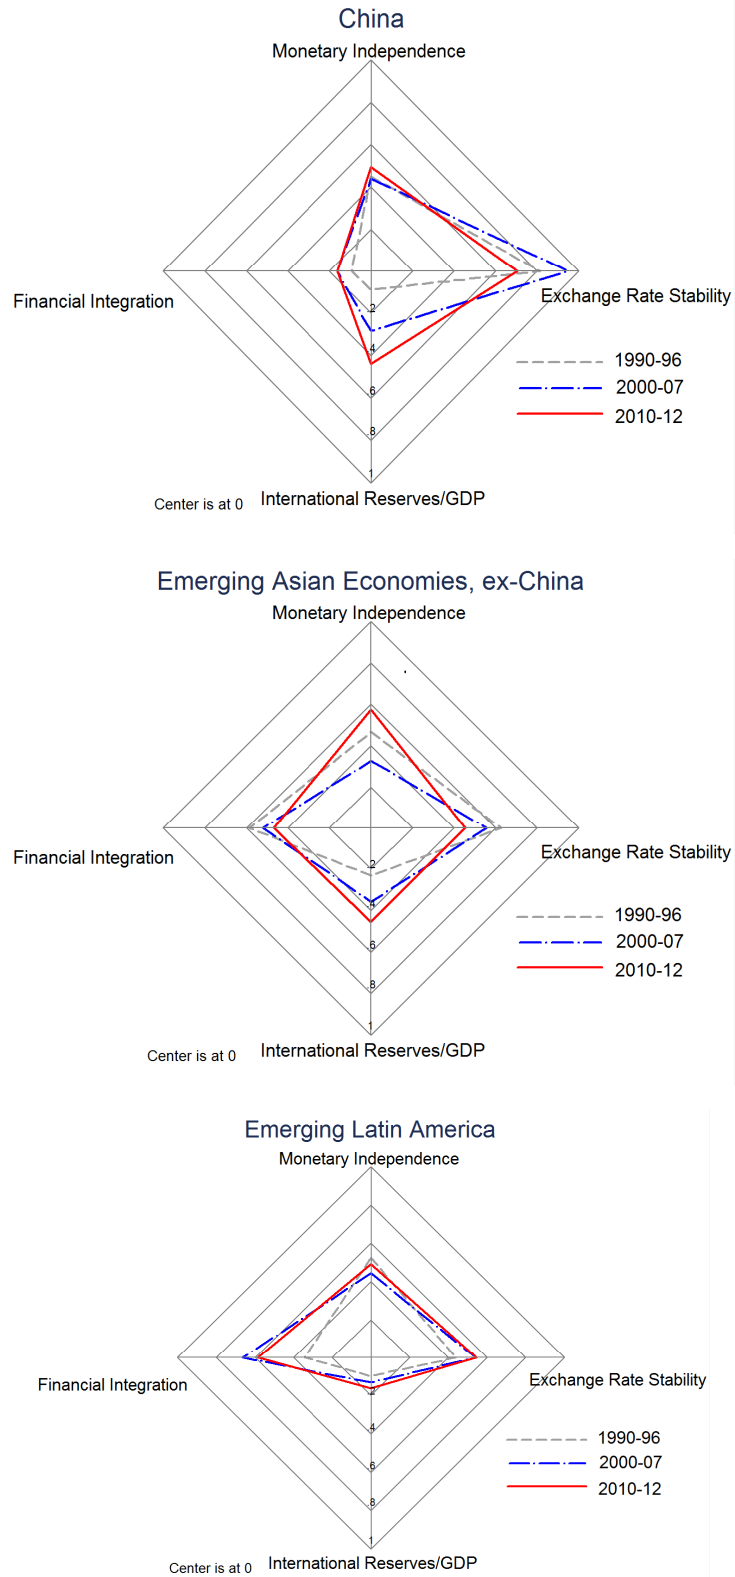 China
Monetary Independence
Financial Integration
Exchange Rate Stability
.2
.4
.6
.8
1
1990-96
2000-07
2010-12
Center is at 0
International Reserves/GDP
Emerging Asian Economies, ex-China
Monetary Independence
Financial Integration
Exchange Rate Stability
.2
.4
.6
.8
1
1990-96
2000-07
2010-12
Center is at 0
International Reserves/GDP
Emerging Latin America
Monetary Independence
Financial Integration
Exchange Rate Stability
.2
.4
.6
.8
1
1990-96
2000-07
2010-12
Center is at 0
International Reserves/GDP